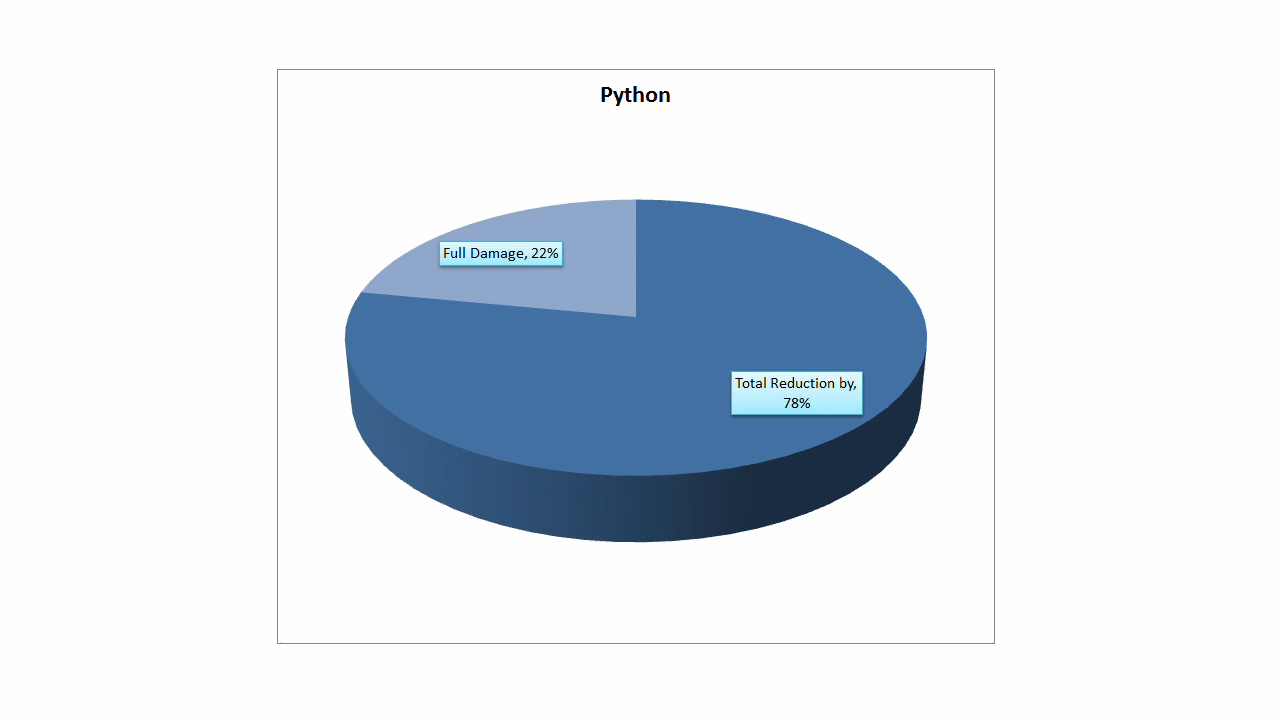 Python
Full Damage, 22%
Total Reduction by,
78%